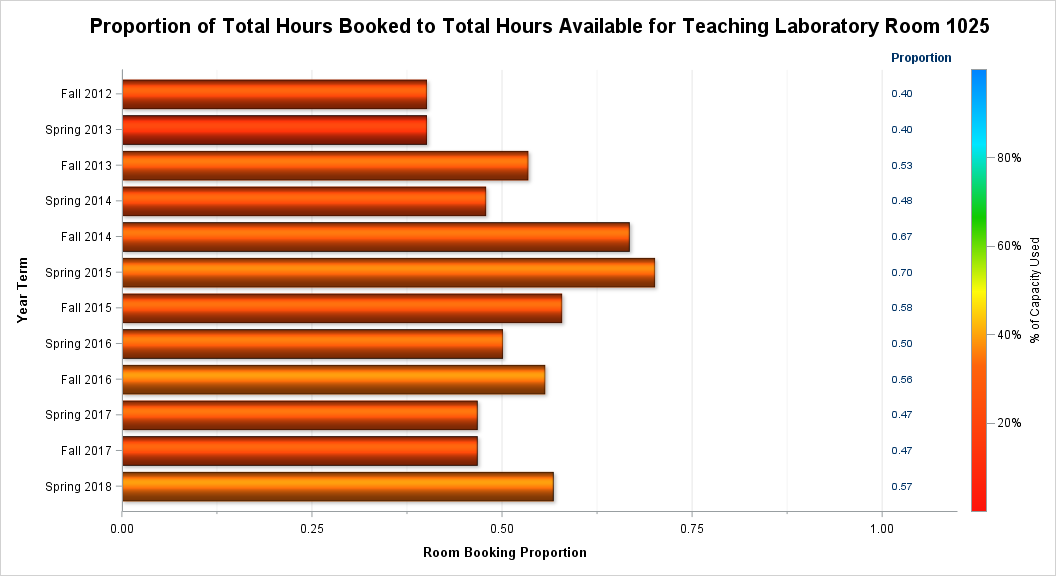 Proportion of Total Hours Booked to Total Hours Available for Teaching Laboratory Room 1025
Proportion
Fall 2012 0.40
Spring 2013 0.40
Fall 2013 0.53
Spring 2014 0.48
Fall 2014 0.67
Spring 2015 0.70
Fall 2015 0.58
Spring 2016 0.50
Fall 2016 0.56
Spring 2017 0.47
Fall 2017 0.47
Spring 2018 0.57
Year Term
0.00 0.25 0.50 0.75 1.00
Room Booking Proportion
80%
60%
40%
20%
% of Capacity Used